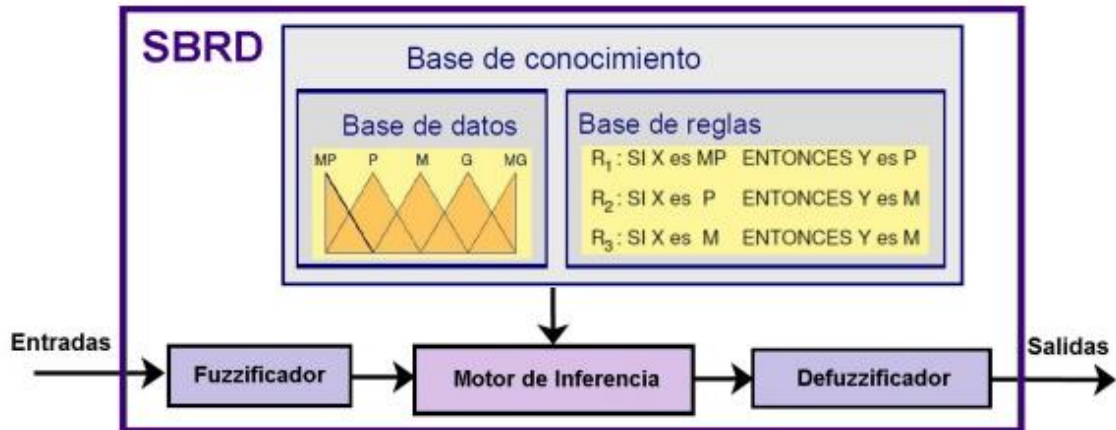 SBRD
Base de conocimiento
Base de datos
MP P M G MG
Base de reglas
R1 : SI X es MP ENTONCES Y es P
R2 : SI X es P ENTONCES Y es M
R3 : SI X es M ENTONCES Y es M
Entradas
Fuzzificador
Motor de Inferencia
Defuzzificador
Salidas